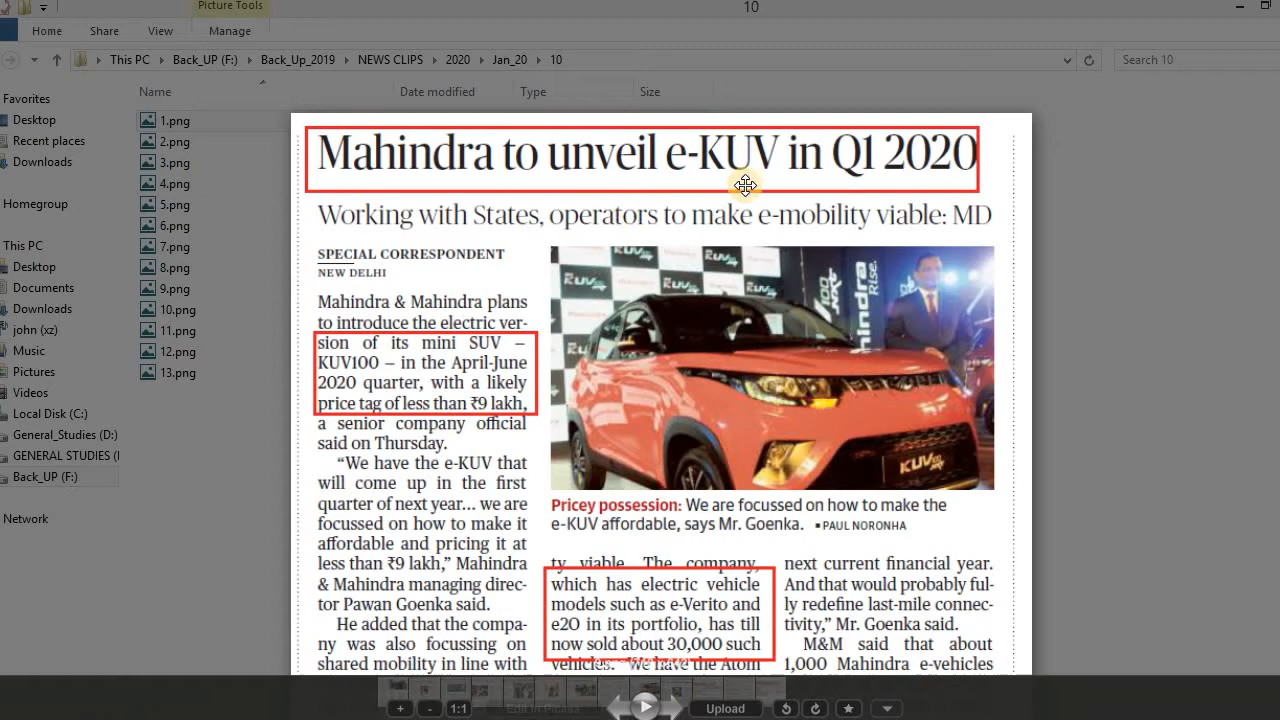 Picture Tools
10
Home Share View Manage
This PC Back_UP (F:) Back_Up_2019 NEWS CLIPS 2020 Jan_20 10
Search 10
Name Date modified Type Size
Favorites
Desktop
Recent places
Downloads
Homegroup
This PC
Desktop
Documents
Downloads
john (xz)
Music
Pictures
Videos
Local Disk (C:)
General_Studies (D:)
GENERAL STUDIES (
Back_UP (F:)
Network
1.png
2.png
3.png
4.png
5.png
6.png
7.png
8.png
9.png
10.png
11.png
12.png
13.png
Mahindra to unveil e-KUV in Q1 2020
Working with States, operators to make e-mobility viable: MD
SPECIAL CORRESPONDENT
NEW DELHI
Mahindra & Mahindra plans
to introduce the electric ver-
sion of its mini SUV –
KUV100 – in the April-June
2020 quarter, with a likely
price tag of less than ₹9 lakh,
a senior company official
said on Thursday.
“We have the e-KUV that
will come up in the first
quarter of next year... we are
focussed on how to make it
affordable and pricing it at
less than ₹9 lakh,” Mahindra
& Mahindra managing direc-
tor Pawan Goenka said.
He added that the compa-
ny was also focussing on
shared mobility in line with
mahindra Rise.
KUV100
Pricey possession: We are focussed on how to make the
e-KUV affordable, says Mr. Goenka. ▪ PAUL NORONHA
ty viable. The company,
which has electric vehicle
models such as e-Verito and
e2O in its portfolio, has till
now sold about 30,000 such
vehicles. “We have the Atom
next current financial year.
And that would probably ful-
ly redefine last-mile connec-
tivity,” Mr. Goenka said.
M&M said that about
1,000 Mahindra e-vehicles
+ - 1:1 Edit in Picasa Upload